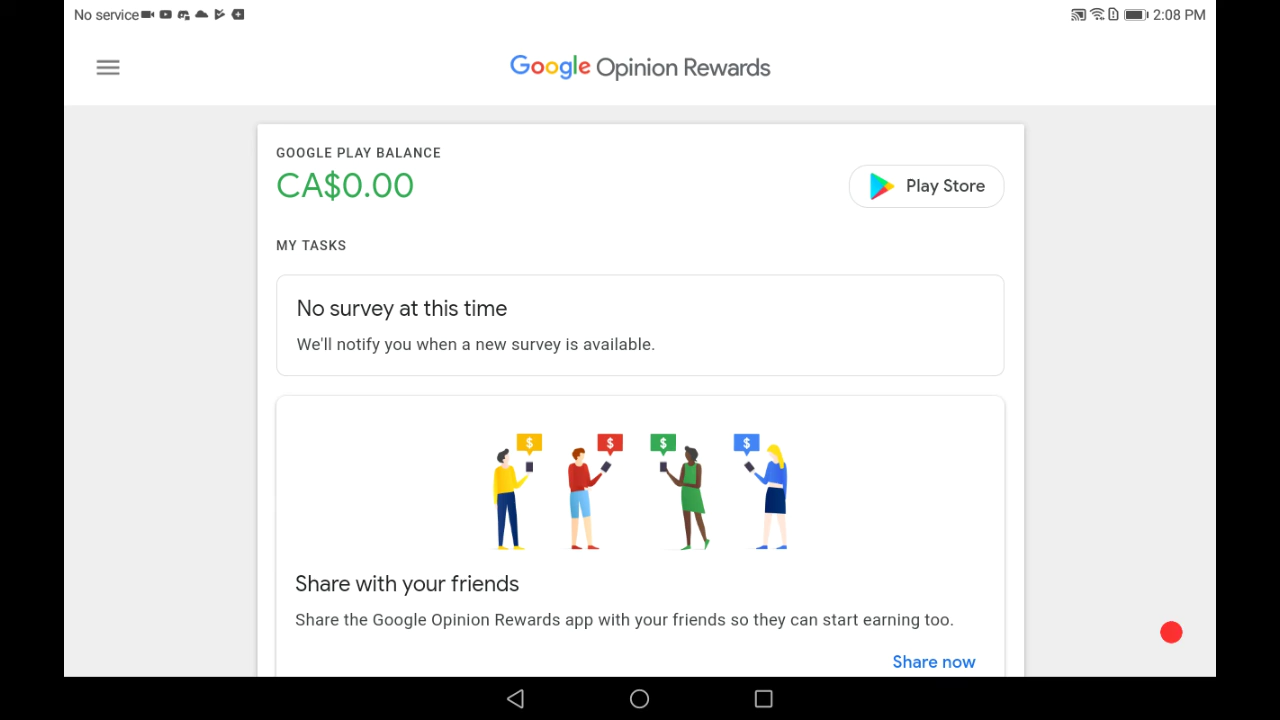 No service
2:08 PM
Google Opinion Rewards
GOOGLE PLAY BALANCE
CA$0.00
Play Store
MY TASKS
No survey at this time
We'll notify you when a new survey is available.
$ $ $ $
Share with your friends
Share the Google Opinion Rewards app with your friends so they can start earning too.
Share now